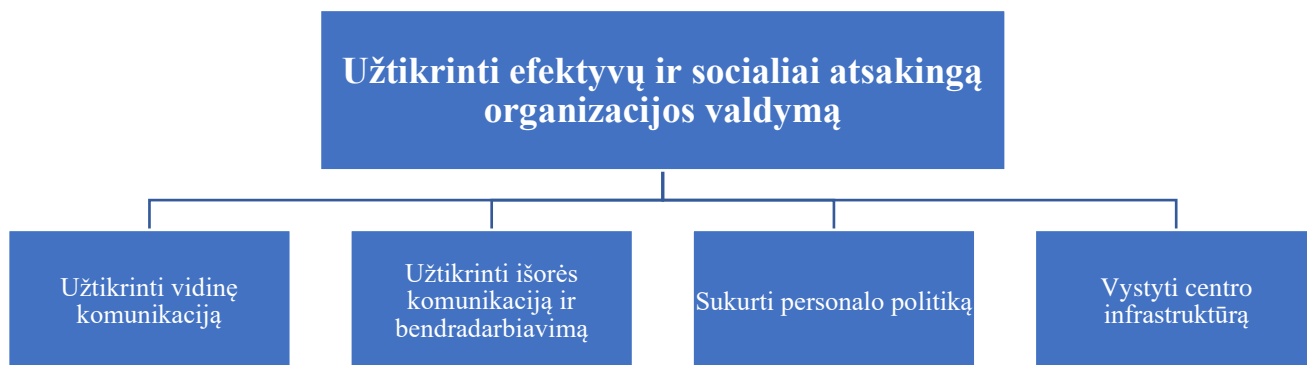 Užtikrinti efektyvų ir socialiai atsakingą
organizacijos valdymą
Užtikrinti vidinę
komunikaciją
Užtikrinti išorės
komunikaciją ir
bendradarbiavimą
Sukurti personalo politiką
Vystyti centro
infrastruktūrą